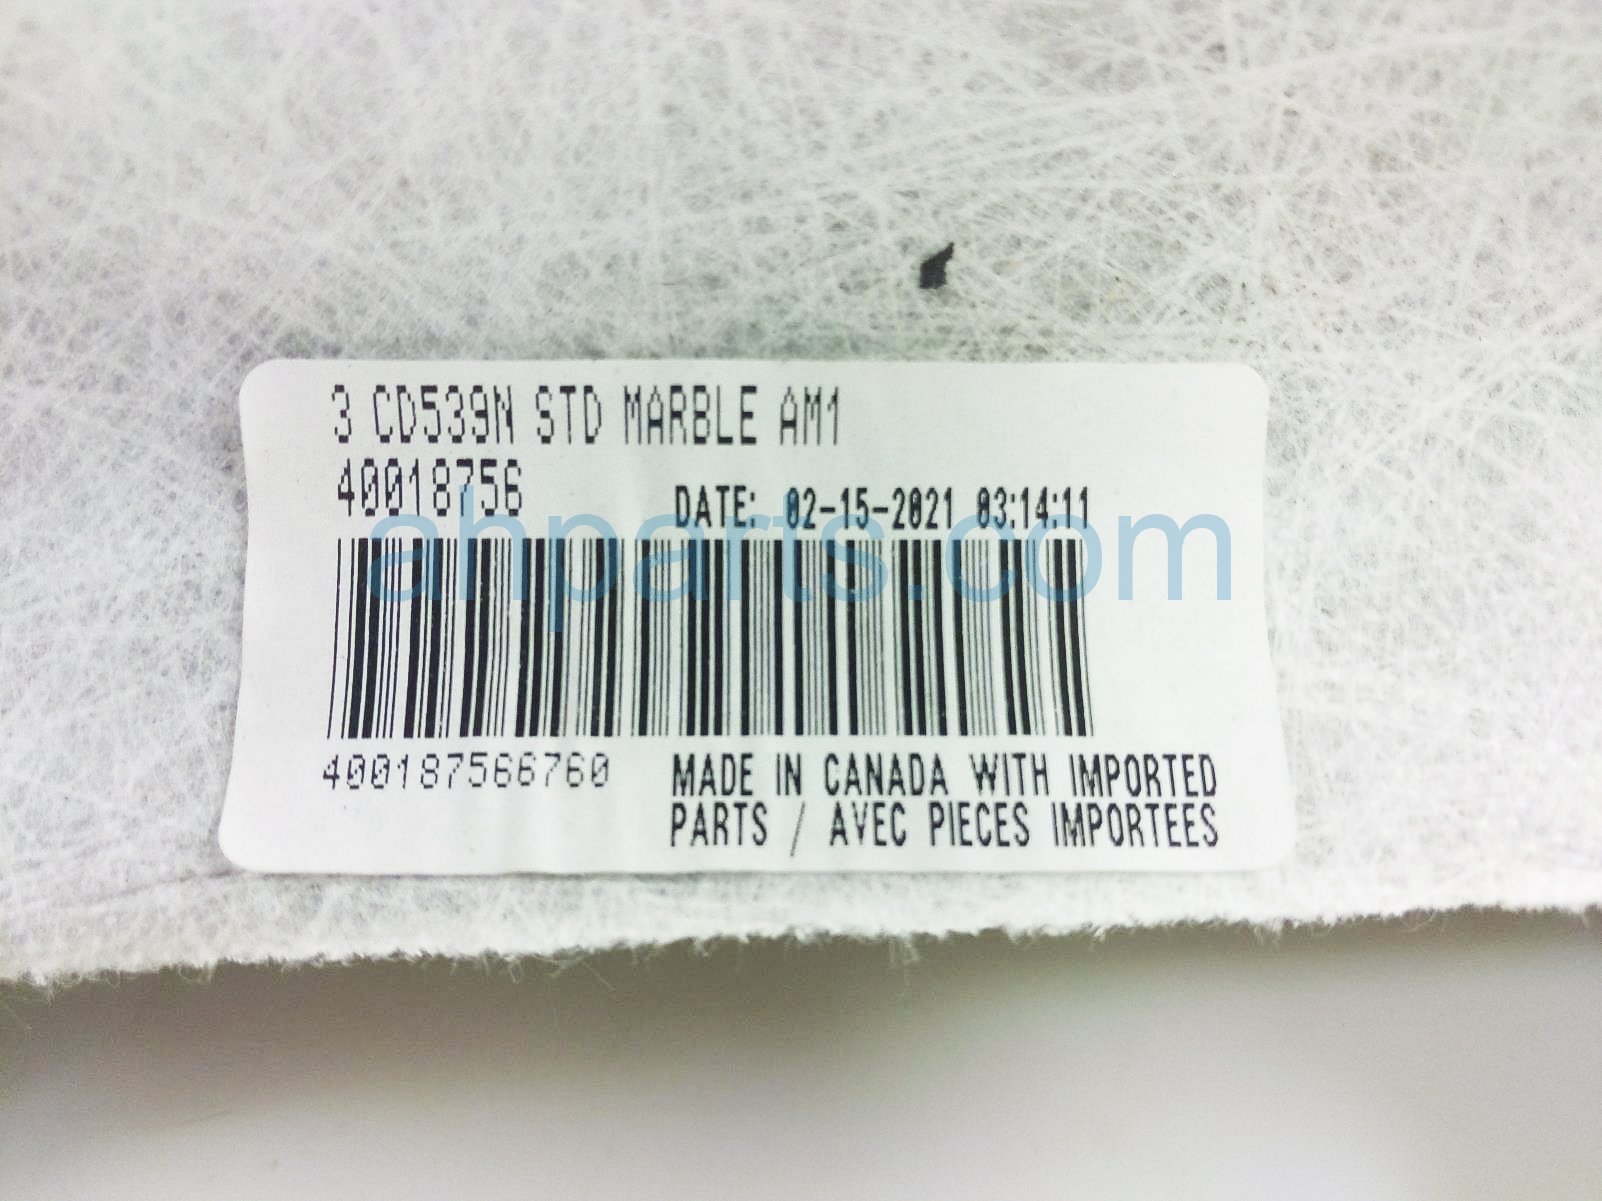 3 CD539N STD MARBLE AM1
40018756
DATE: 02-15-2021 03:14:11
ahparts.com
400187566760
MADE IN CANADA WITH IMPORTED
PARTS / AVEC PIECES IMPORTEES